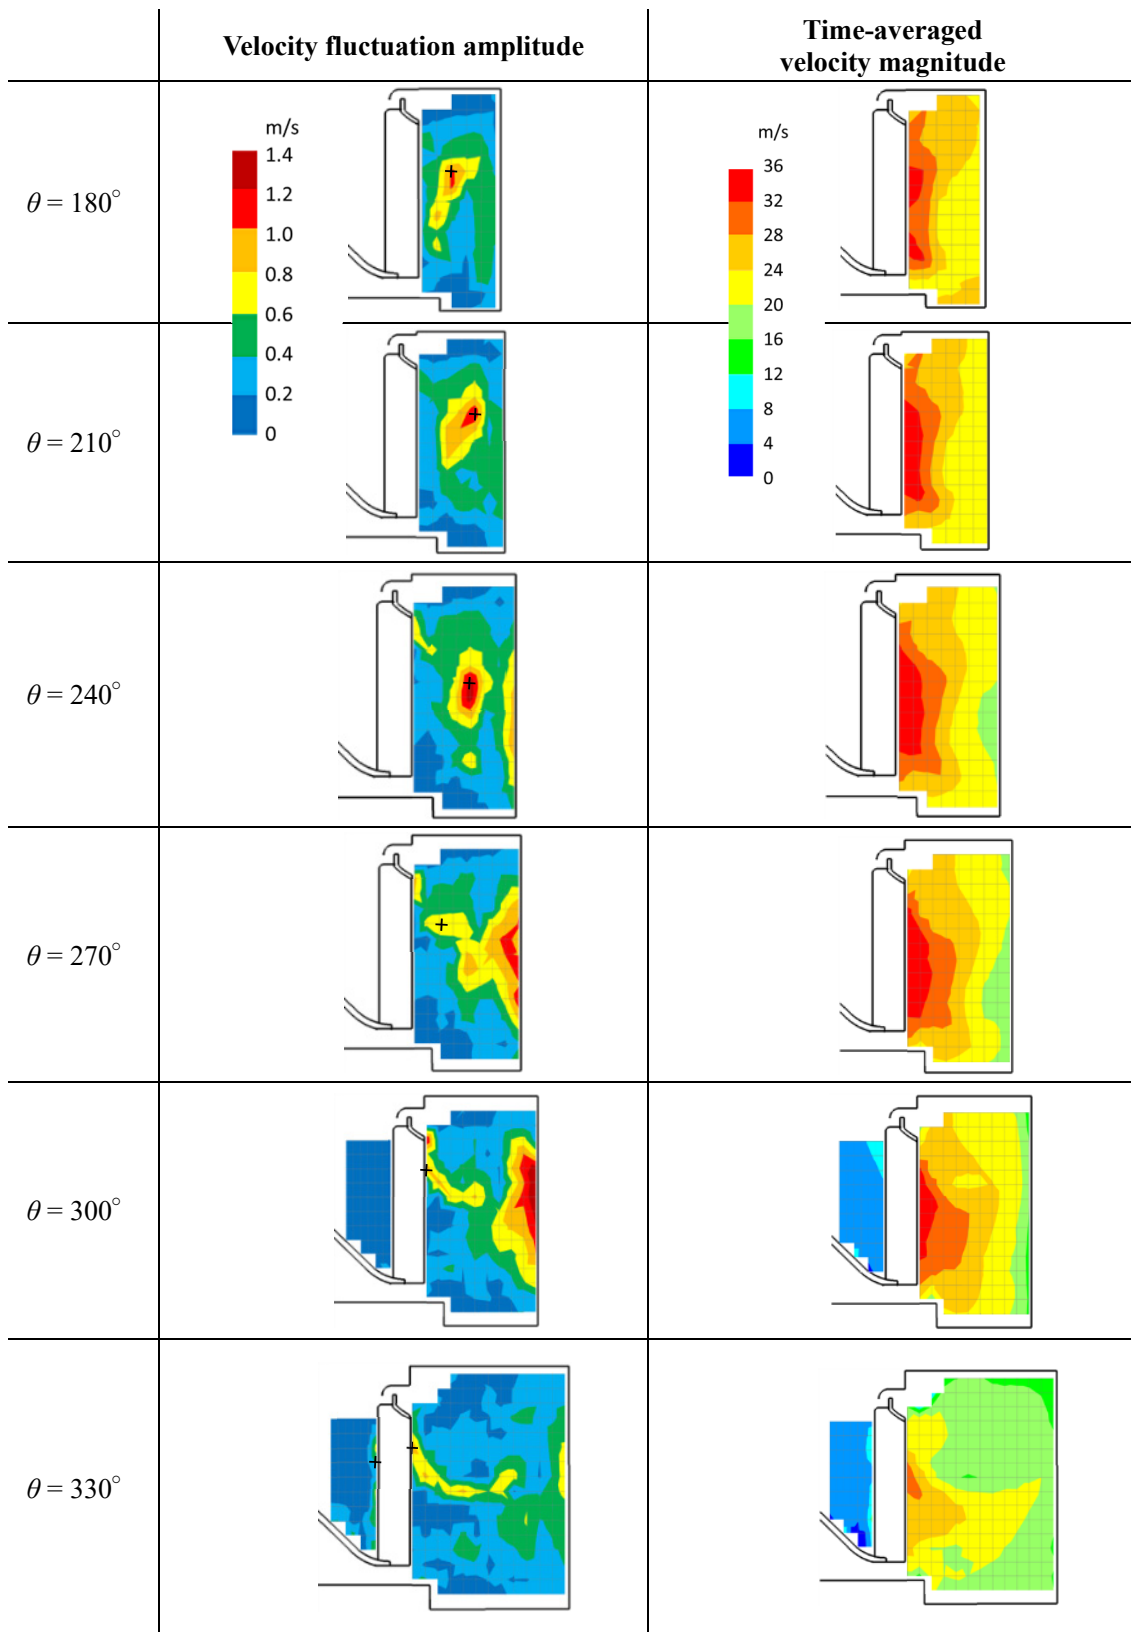 Velocity fluctuation amplitude
Time-averaged
velocity magnitude
θ = 180°
m/s
1.4
1.2
1.0
0.8
0.6
0.4
0.2
0
m/s
36
32
28
24
20
16
12
8
4
0
θ = 210°
θ = 240°
θ = 270°
θ = 300°
θ = 330°